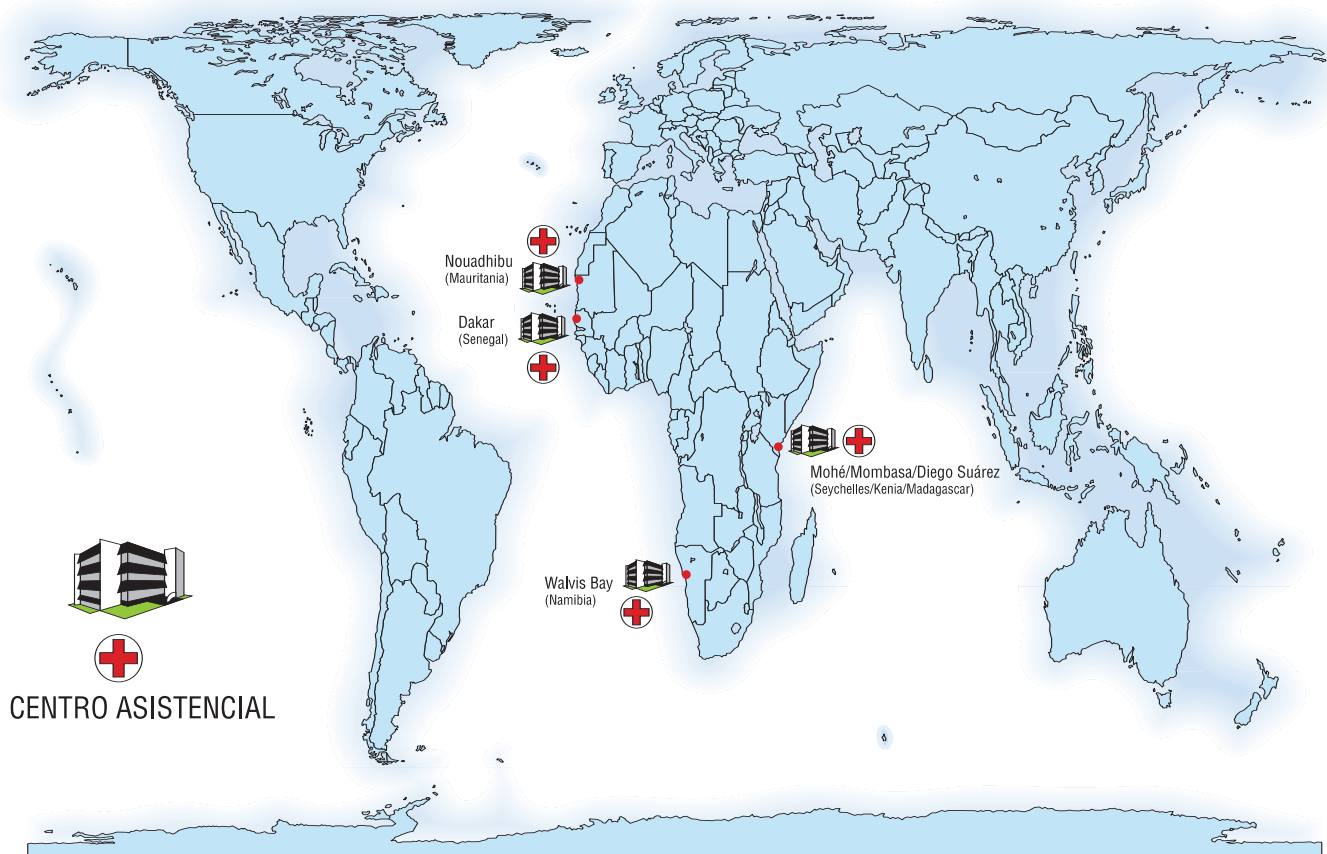 Nouadhibu
(Mauritania)
Dakar
(Senegal)
Mohé/Mombasa/Diego Suárez
(Seychelles/Kenia/Madagascar)
Walvis Bay
(Namibia)
CENTRO ASISTENCIAL